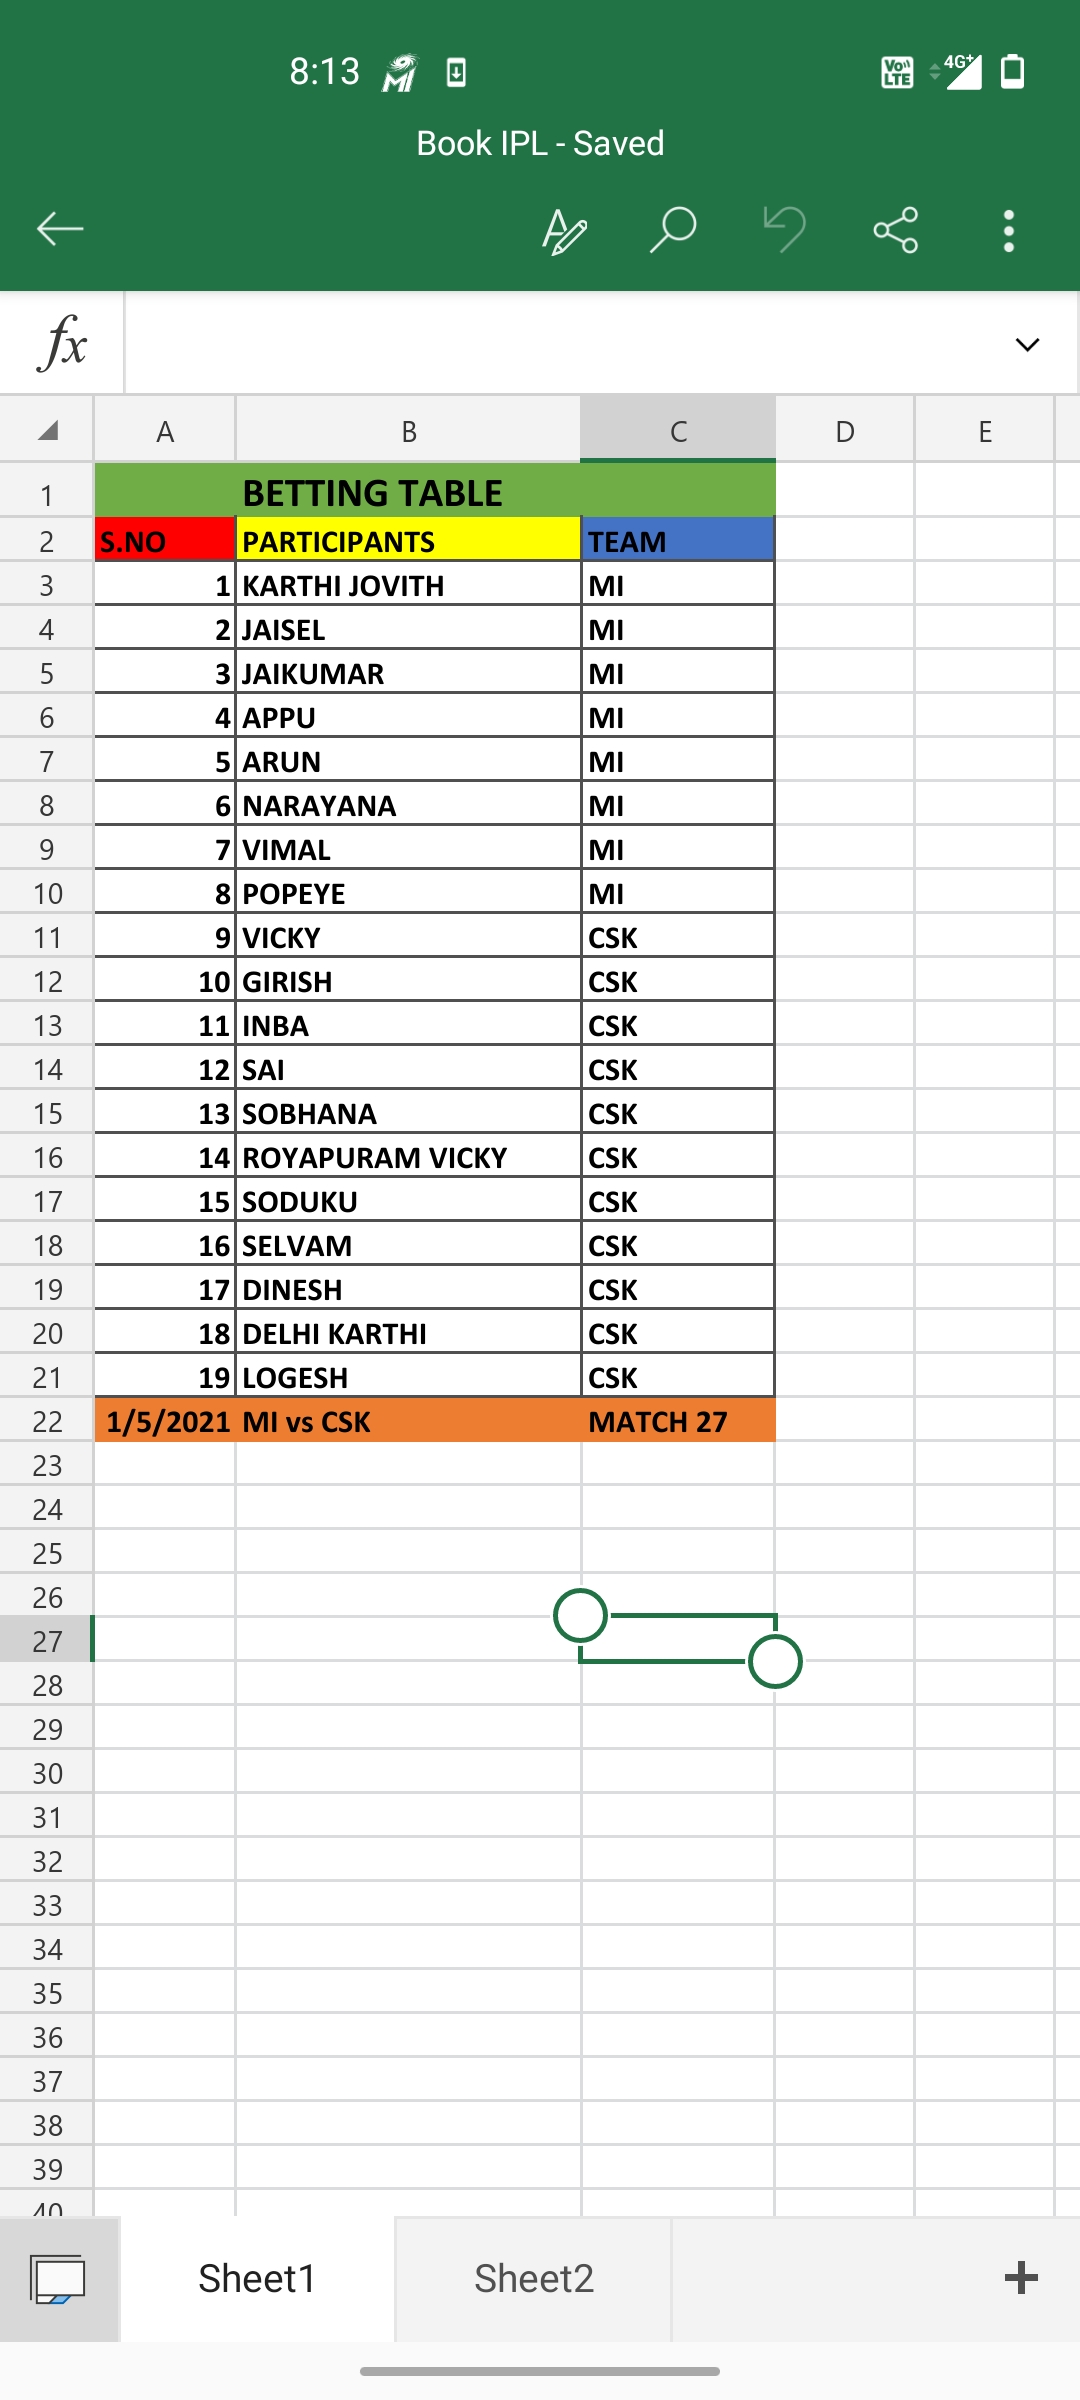 8:13 MI Vo)) LTE 4G+
Book IPL - Saved
fx
A B C D E
1 BETTING TABLE
2 S.NO PARTICIPANTS TEAM
3 1 KARTHI JOVITH MI
4 2 JAISEL MI
5 3 JAIKUMAR MI
6 4 APPU MI
7 5 ARUN MI
8 6 NARAYANA MI
9 7 VIMAL MI
10 8 POPEYE MI
11 9 VICKY CSK
12 10 GIRISH CSK
13 11 INBA CSK
14 12 SAI CSK
15 13 SOBHANA CSK
16 14 ROYAPURAM VICKY CSK
17 15 SODUKU CSK
18 16 SELVAM CSK
19 17 DINESH CSK
20 18 DELHI KARTHI CSK
21 19 LOGESH CSK
22 1/5/2021 MI vs CSK MATCH 27
23
24
25
26
27
28
29
30
31
32
33
34
35
36
37
38
39
40
Sheet1 Sheet2